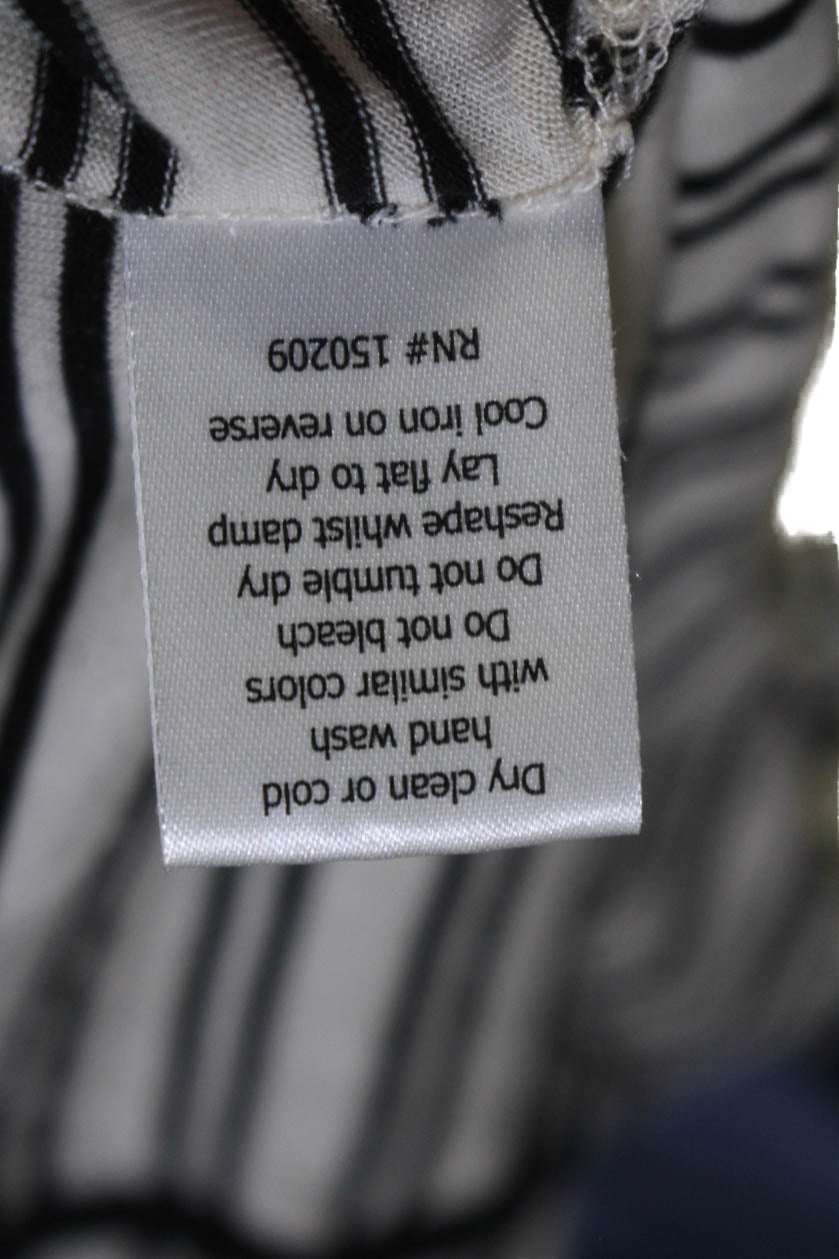 Dry clean or cold
hand wash
with similar colors
Do not bleach
Do not tumble dry
Reshape whilst damp
Lay flat to dry
Cool iron on reverse
RN# 150209